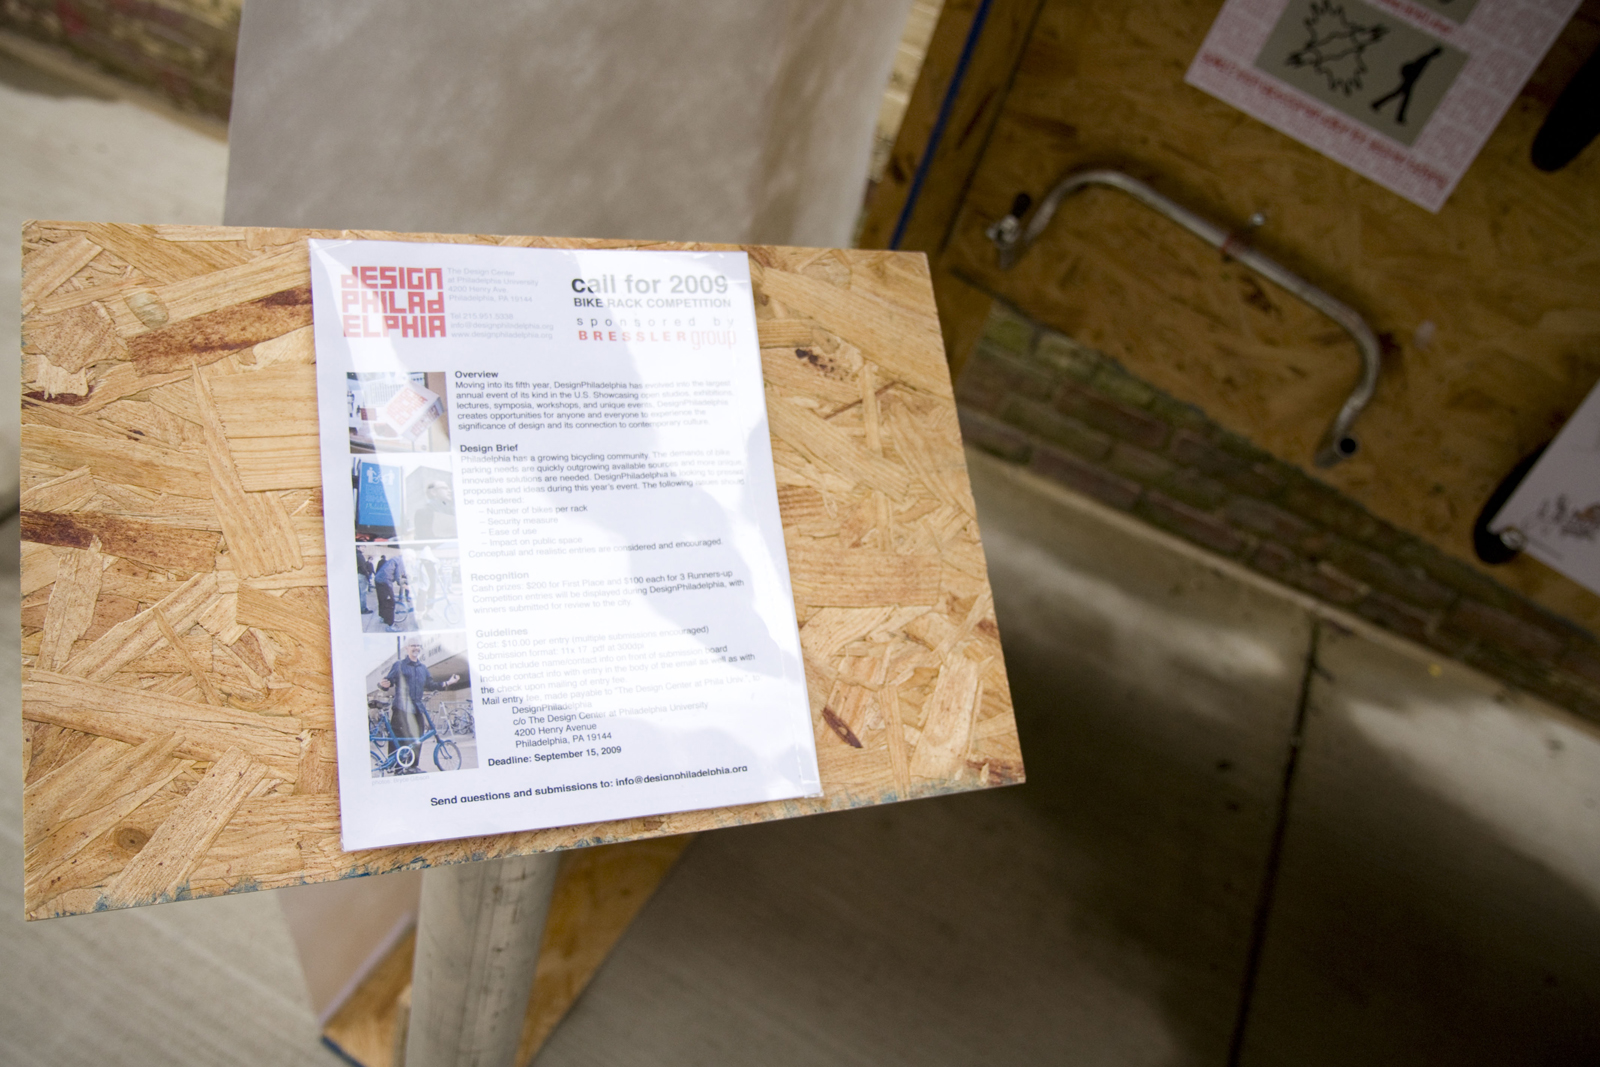 dESIGN
PHILAd
ELPHIA
The Design Center
at Philadelphia University
4200 Henry Ave.
Philadelphia, PA 19144
Tel 215.951.5338
info@designphiladelphia.org
www.designphiladelphia.org
call for 2009
BIKE RACK COMPETITION
sponsored by
BRESSLERgroup
Overview
Moving into its fifth year, DesignPhiladelphia has evolved into the largest
annual event of its kind in the U.S. Showcasing open studios, exhibitions,
lectures, symposia, workshops, and unique events, DesignPhiladelphia
creates opportunities for anyone and everyone to experience the
significance of design and its connection to contemporary culture.
Design Brief
Philadelphia has a growing bicycling community. The demands of bike
parking needs are quickly outgrowing available sources and more unique
innovative solutions are needed. DesignPhiladelphia is looking to
proposals and ideas during this year's event. The following issues should
be considered:
– Number of bikes per rack
– Security measure
– Ease of use
– Impact on public space
Conceptual and realistic entries are considered and encouraged.
Recognition
Cash prizes, $200 for First Place and $100 each for 3 Runners-up
Competition entries will be displayed during DesignPhiladelphia, with
winners submitted for review to the city.
Guidelines
Cost: $10.00 per entry (multiple submissions encouraged)
Submission format: 11x 17 .pdf at 300dpi
Do not include name/contact info on front of submission board
Include contact info with entry in the body of the email as well as with
the check upon mailing of entry fee.
Mail entry fee, made payable to "The Design Center at Phila Univ.",
DesignPhiladelphia
c/o The Design Center at Philadelphia University
4200 Henry Avenue
Philadelphia, PA 19144
Deadline: September 15, 2009
Send questions and submissions to: info@designphiladelphia.org